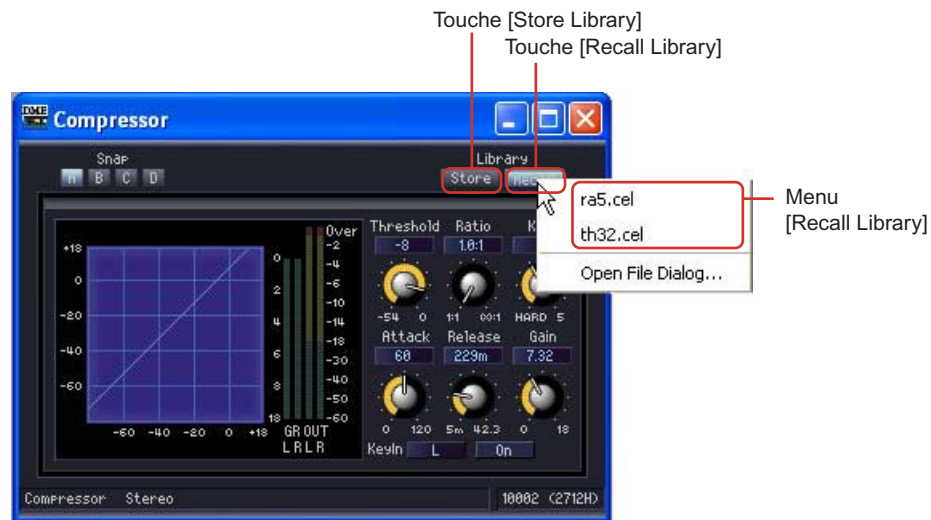 Touche [Store Library]
Touche [Recall Library]
Compressor
Snap
Library
A B C D
Store
ra5.cel
th32.cel
Open File Dialog...
Menu
[Recall Library]
Threshold Ratio
-8 1.0:1
-54 0 1:1 ∞:1 HARD 5
Attack Release Gain
60 229m 7.32
0 120 5m 42.3 0 18
KeyIn L On
Over
-2
-4
-6
-10
-14
-18
-30
-40
-50
-60
0
2
4
6
8
18
GR OUT
L R L R
+18
0
-20
-40
-60
-60 -40 -20 0 +18
Compressor Stereo
10002 (2712H)